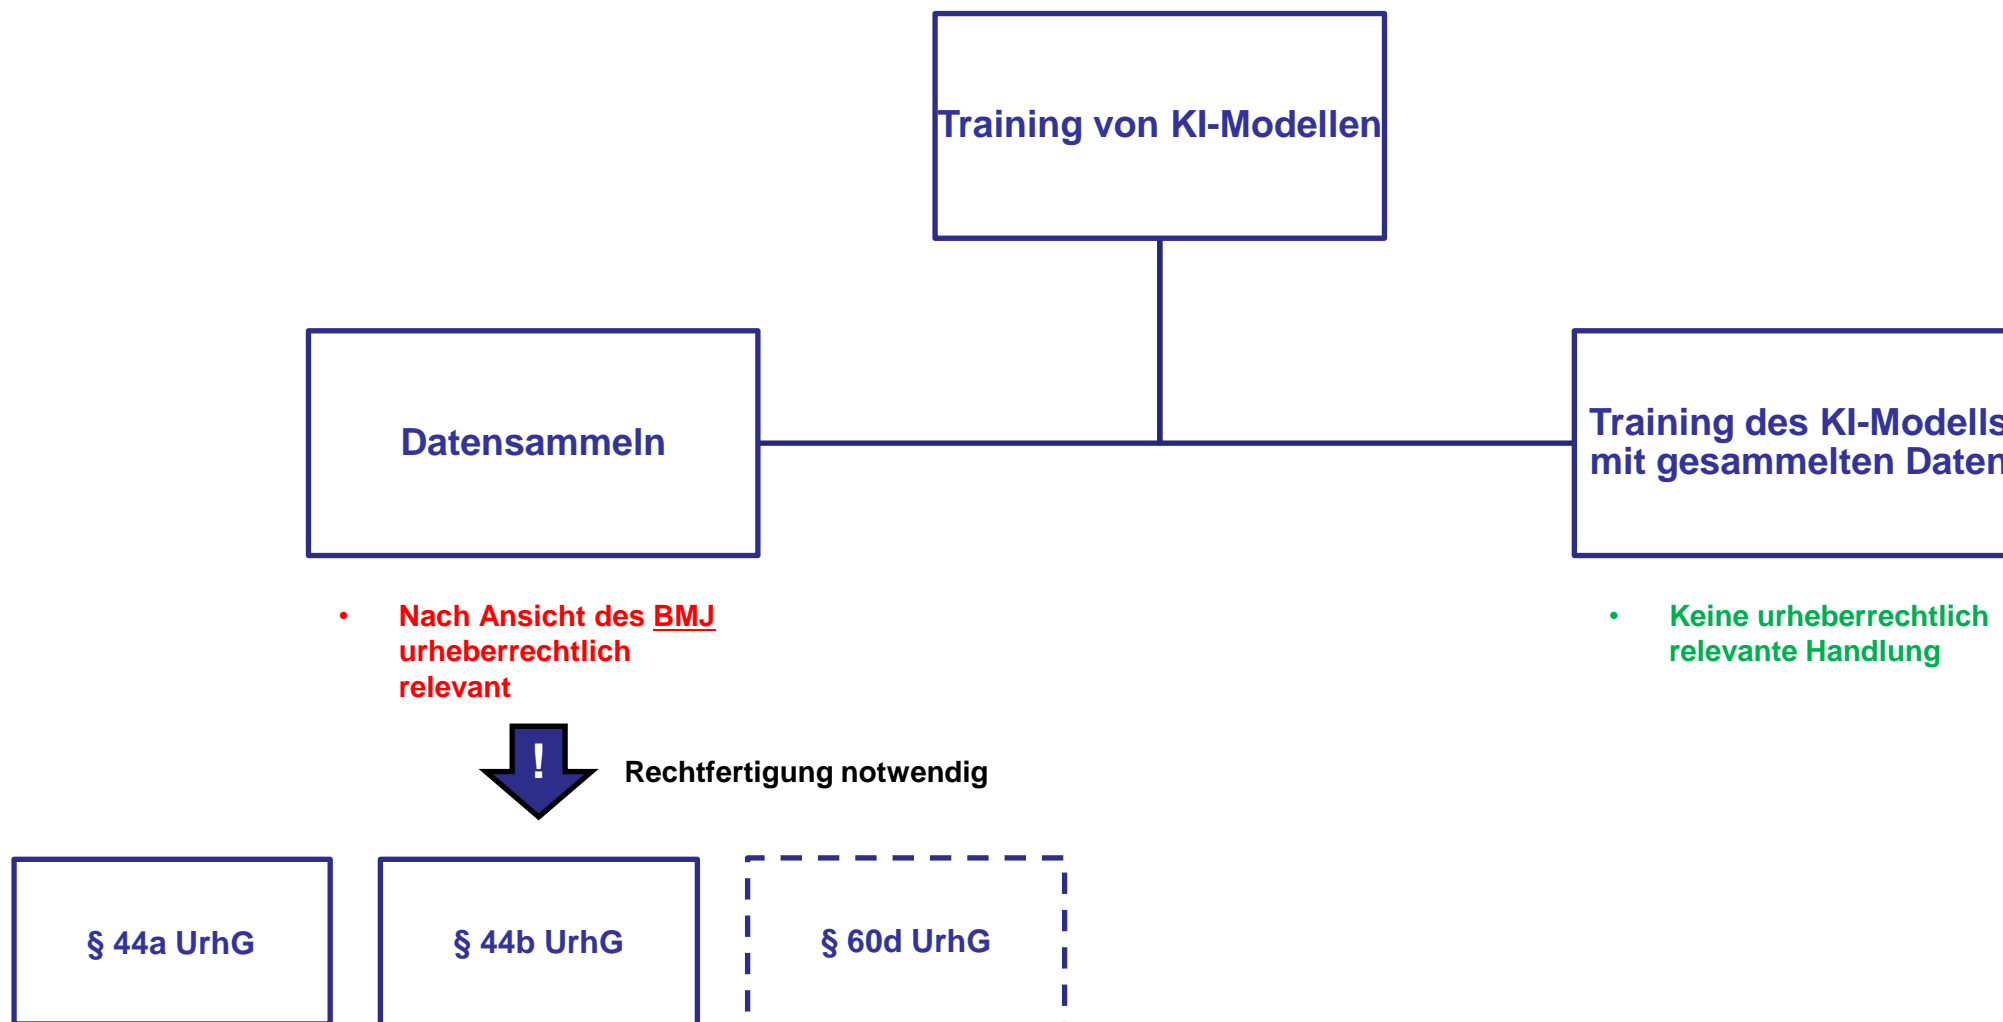 Training von KI-Modellen
Datensammeln
Training des KI-Modells
mit gesammelten Daten
• Nach Ansicht des BMJ
urheberrechtlich
relevant
• Keine urheberrechtlich
relevante Handlung
!
Rechtfertigung notwendig
§ 44a UrhG
§ 44b UrhG
§ 60d UrhG